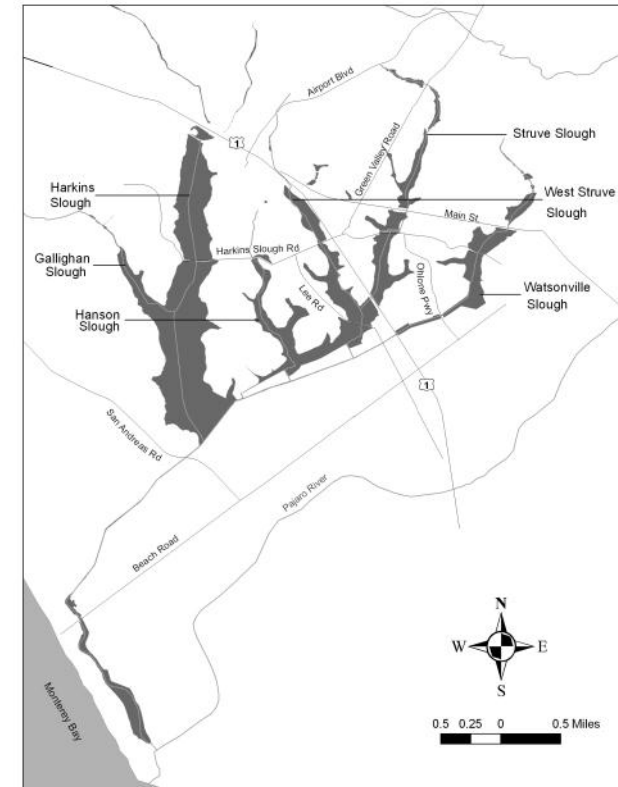 Airport Blvd
1
Green Valley Road
Struve Slough
Harkins
Slough
West Struve
Slough
Main St.
Harkins Slough Rd
Gallighan
Slough
Lee Rd
Ohlone Pwy
Watsonville
Slough
Hanson
Slough
1
San Andreas Rd
Pajaro River
Beach Road
N
W
E
S
Monterey Bay
0.5 0.25 0 0.5 Miles